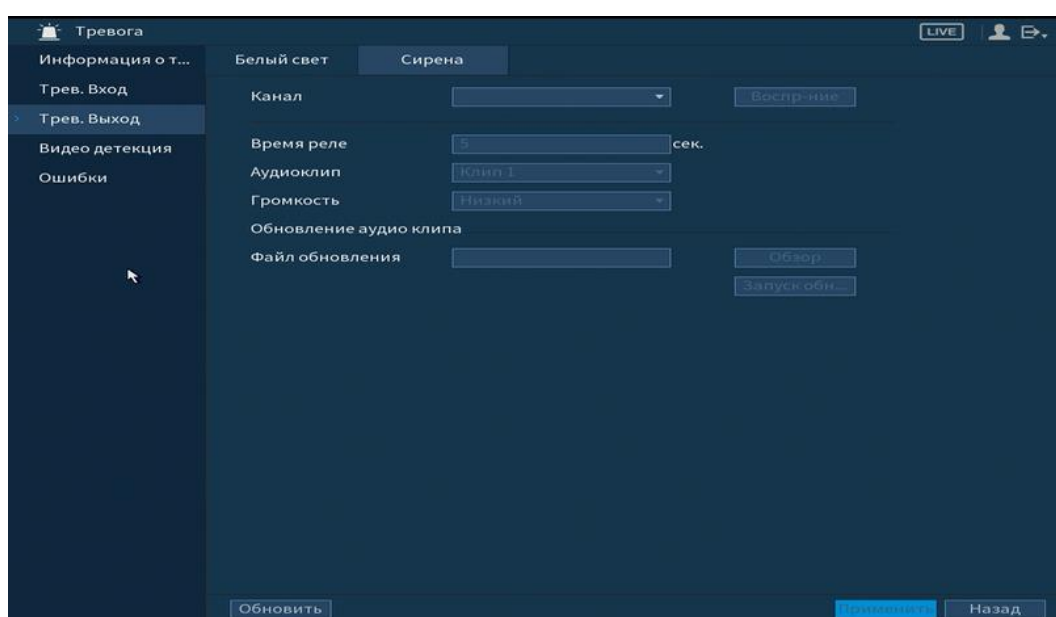 Тревога LIVE
Информация о т... Белый свет Сирена
Трев. Вход Канал Воспр-ние
Трев. Выход
Видео детекция Время реле 5 сек.
Ошибки Аудиоклип Клип 1
Громкость Низкий
Обновление аудио клипа
Файл обновления Обзор
Запуск обн...
Обновить Применить Назад